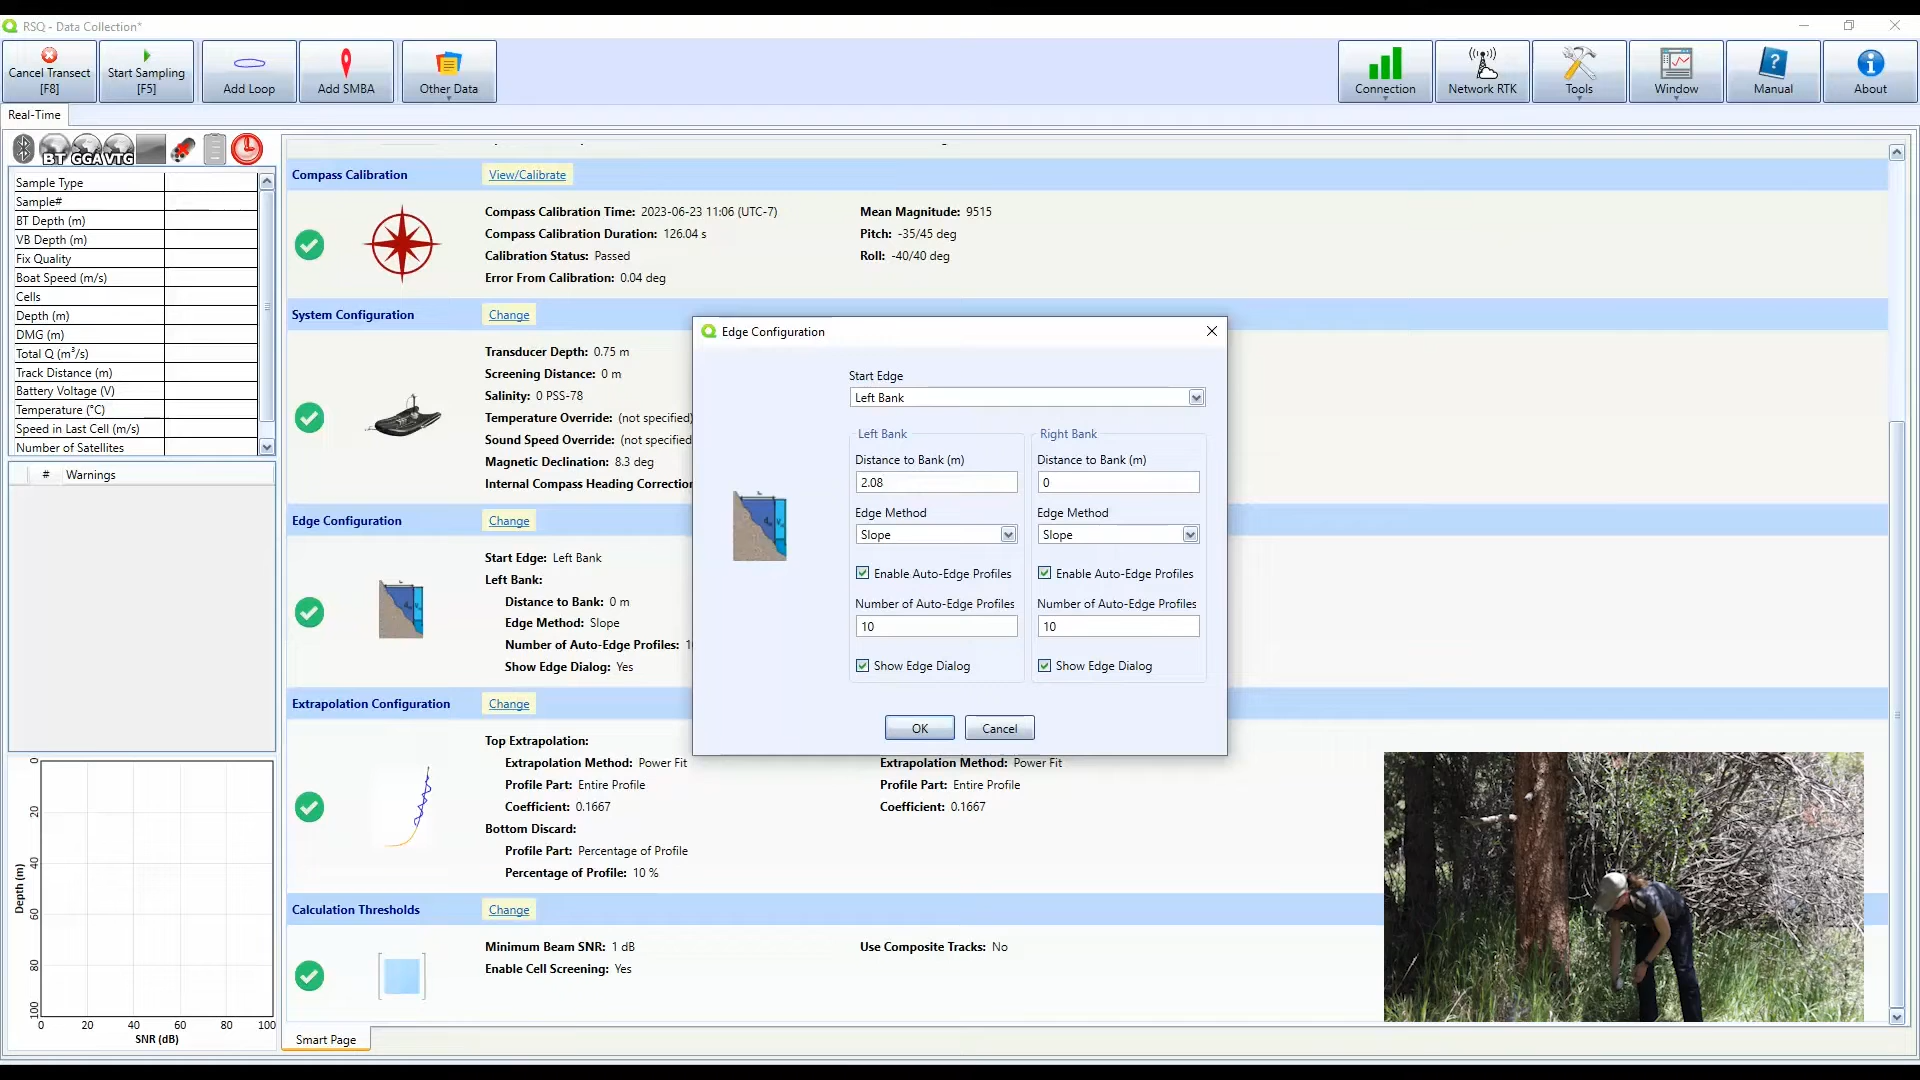 RSQ - Data Collection*
Cancel Transect [F8]
Start Sampling [F5]
Add Loop
Add SMBA
Other Data
Connection
Network RTK
Tools
Window
Manual
About
Real-Time
BT GGA VTG
Sample Type
Sample#
BT Depth (m)
VB Depth (m)
Fix Quality
Boat Speed (m/s)
Cells
Depth (m)
DMG (m)
Total Q (m³/s)
Track Distance (m)
Battery Voltage (V)
Temperature (°C)
Speed in Last Cell (m/s)
Number of Satellites
# Warnings
Depth (m)
0
20
40
60
80
100
0 20 40 60 80 100
SNR (dB)
Compass Calibration View/Calibrate
Compass Calibration Time: 2023-06-23 11:06 (UTC-7)
Compass Calibration Duration: 126.04 s
Calibration Status: Passed
Error From Calibration: 0.04 deg
Mean Magnitude: 9515
Pitch: -35/45 deg
Roll: -40/40 deg
System Configuration Change
Transducer Depth: 0.75 m
Screening Distance: 0 m
Salinity: 0 PSS-78
Temperature Override: (not specified)
Sound Speed Override: (not specified
Magnetic Declination: 8.3 deg
Internal Compass Heading Correction
Edge Configuration Change
Start Edge: Left Bank
Left Bank:
Distance to Bank: 0 m
Edge Method: Slope
Number of Auto-Edge Profiles: 1
Show Edge Dialog: Yes
Extrapolation Configuration Change
Top Extrapolation:
Extrapolation Method: Power Fit
Profile Part: Entire Profile
Coefficient: 0.1667
Bottom Discard:
Profile Part: Percentage of Profile
Percentage of Profile: 10 %
Extrapolation Method: Power Fit
Profile Part: Entire Profile
Coefficient: 0.1667
Calculation Thresholds Change
Minimum Beam SNR: 1 dB
Enable Cell Screening: Yes
Use Composite Tracks: No
Smart Page
Edge Configuration
Start Edge
Left Bank
Left Bank
Distance to Bank (m)
2.08
Edge Method
Slope
Enable Auto-Edge Profiles
Number of Auto-Edge Profiles
10
Show Edge Dialog
Right Bank
Distance to Bank (m)
0
Edge Method
Slope
Enable Auto-Edge Profiles
Number of Auto-Edge Profiles
10
Show Edge Dialog
OK
Cancel